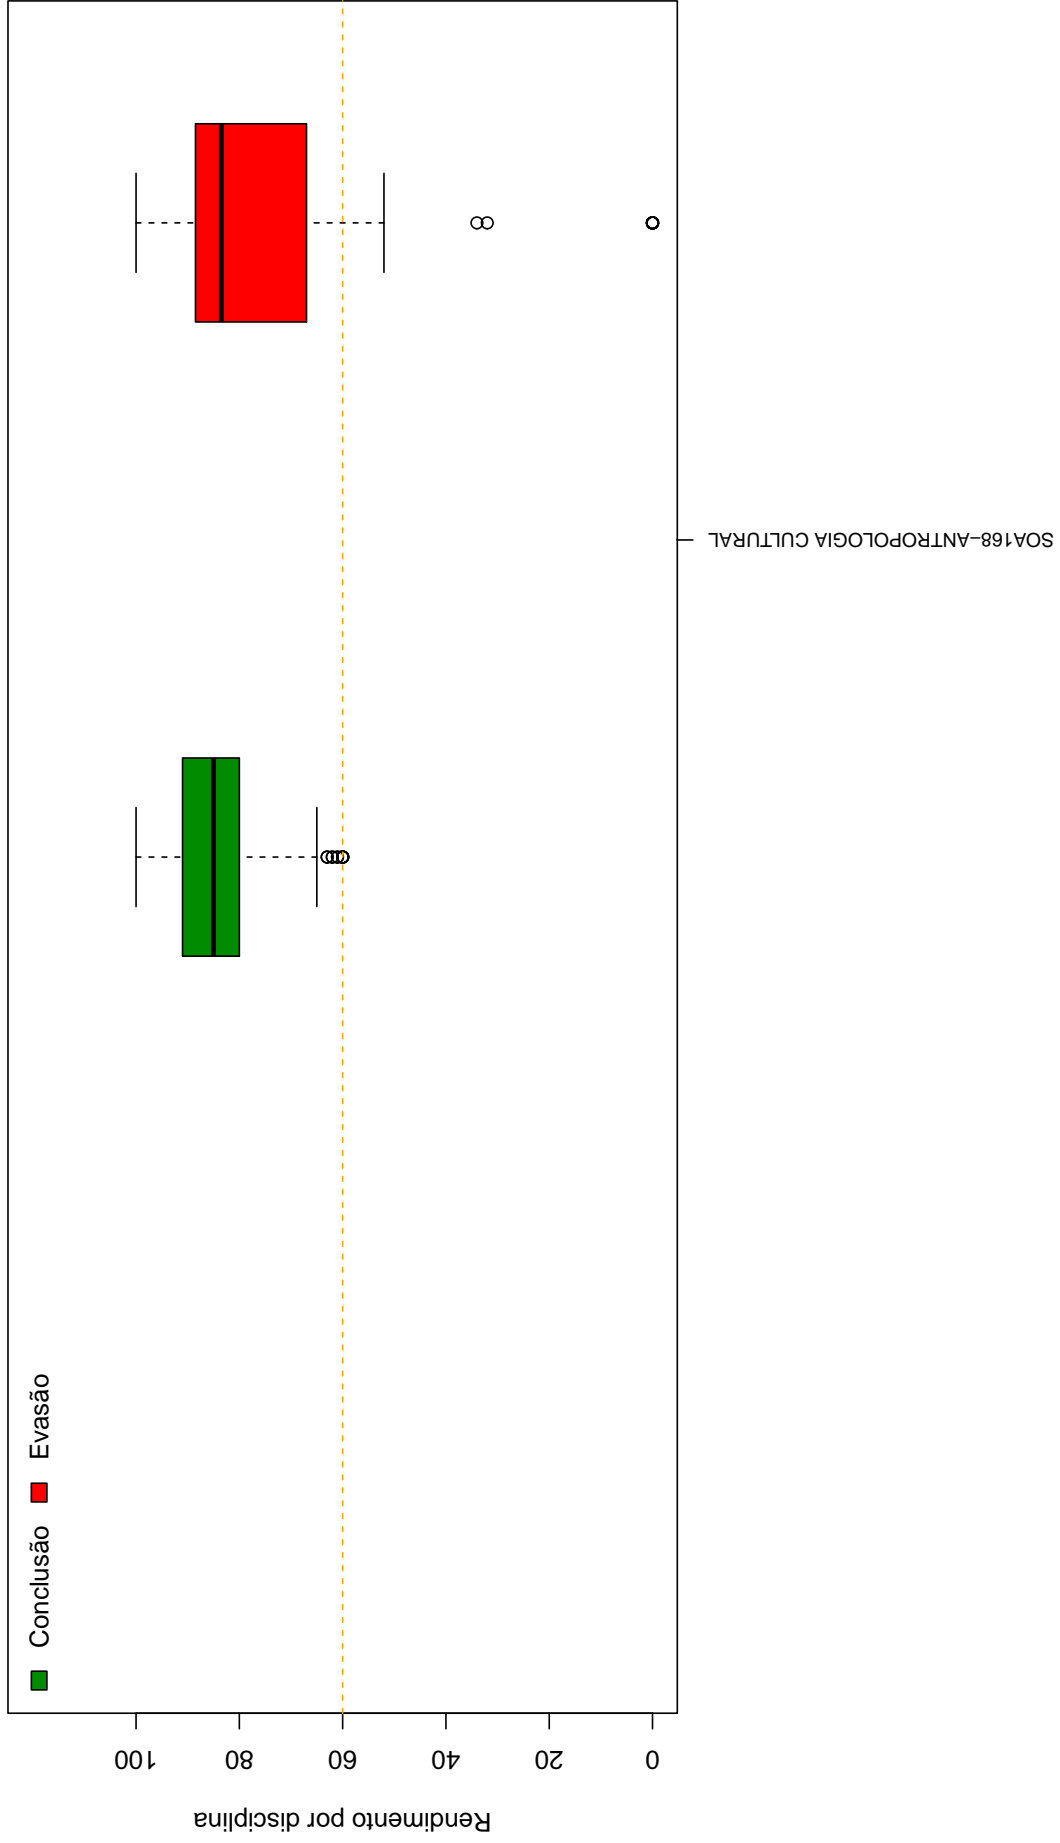 Conclusão
Evasão
Rendimento por disciplina
100
80
60
40
20
0
SOA168−ANTROPOLOGIA CULTURAL